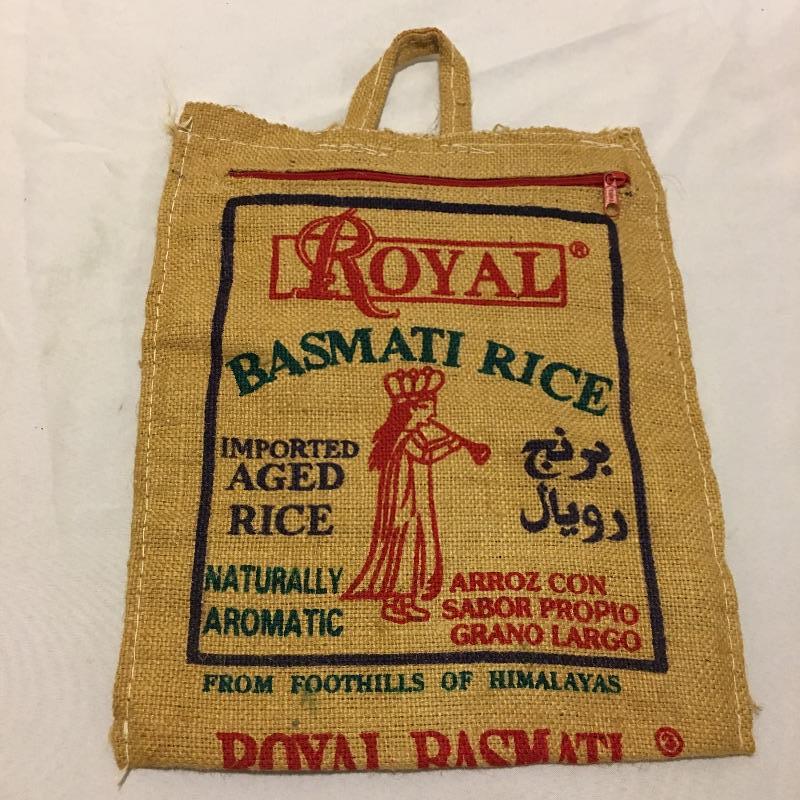 ROYAL®
BASMATI RICE
IMPORTED
AGED
RICE
برنج
رويال
NATURALLY
AROMATIC
ARROZ CON
SABOR PROPIO
GRANO LARGO
FROM FOOTHILLS OF HIMALAYAS
ROYAL BASMATI ®